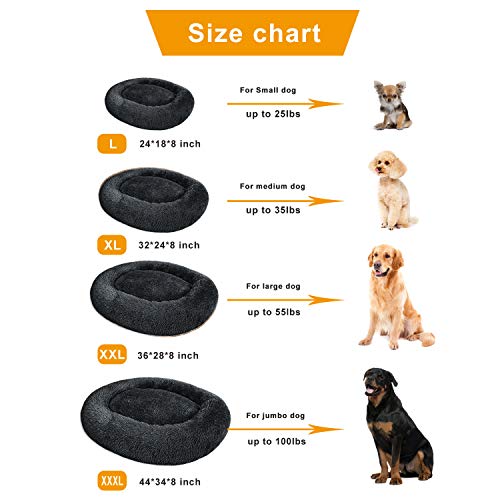 Size chart
For Small dog
up to 25lbs
L 24*18*8 inch
For medium dog
up to 35lbs
XL 32*24*8 inch
For large dog
up to 55lbs
XXL 36*28*8 inch
For jumbo dog
up to 100lbs
XXXL 44*34*8 inch